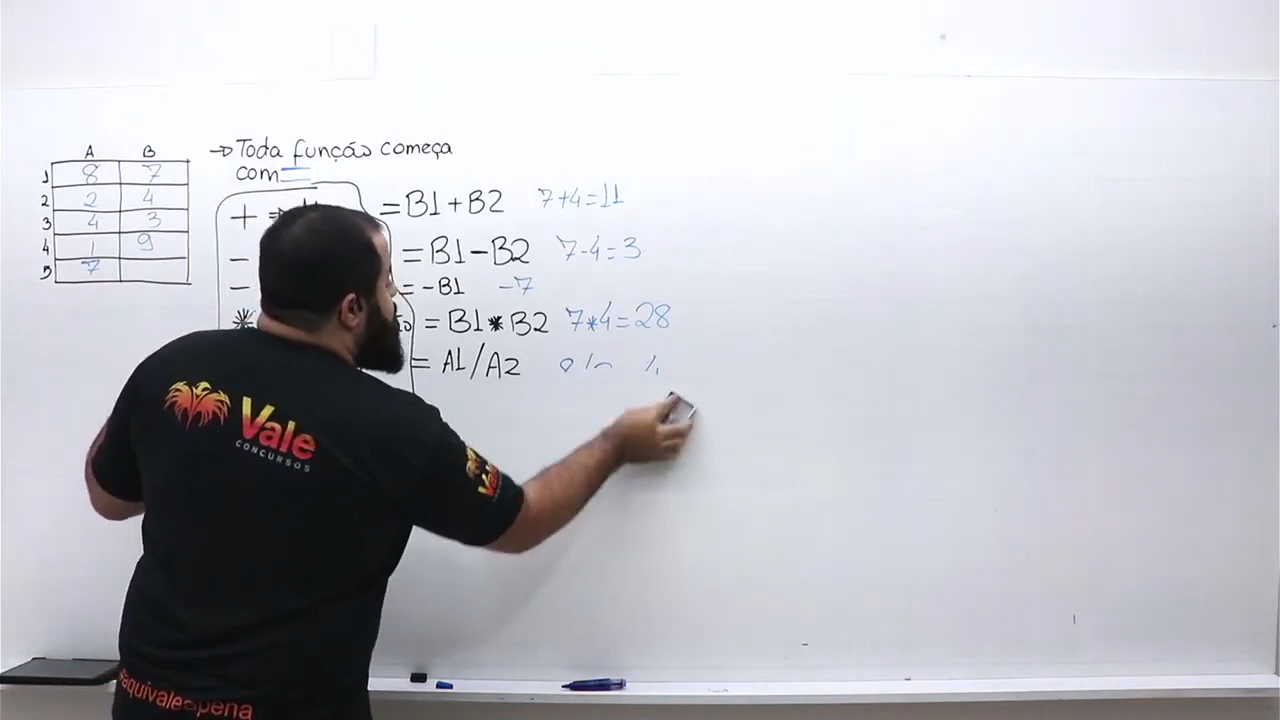 A B
1 8 7
2 2 4
3 4 3
4 1 9
5 7
→ Toda função começa
com =
+ = B1+B2 7+4=11
- = B1-B2 7-4=3
- = -B1 -7
* = B1*B2 7*4=28
= A1/A2
Vale
CONCURSOS
#aquivaleapena